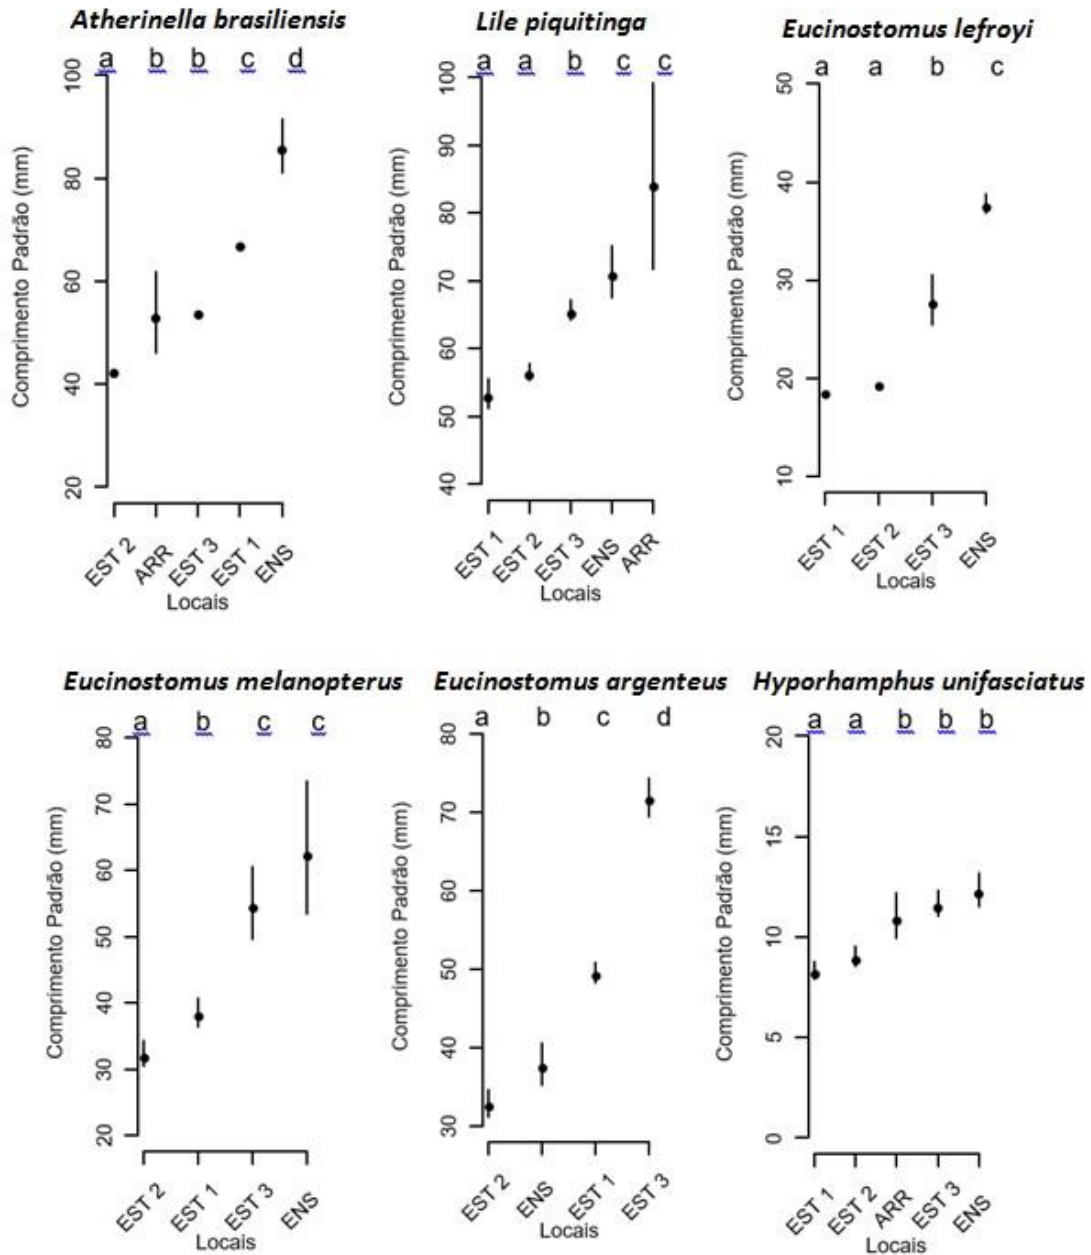 Atherinella brasiliensis
a b b c d
Comprimento Padrão (mm)
100
80
60
40
20
EST 2 ARR EST 3 EST 1 ENS
Locais
Lile piquitinga
a a b c c
Comprimento Padrão (mm)
100
90
80
70
60
50
40
EST 1 EST 2 EST 3 ENS ARR
Locais
Eucinostomus lefroyi
a a b c
Comprimento Padrão (mm)
50
40
30
20
10
EST 1 EST 2 EST 3 ENS
Locais
Eucinostomus melanopterus
a b c c
Comprimento Padrão (mm)
80
70
60
50
40
30
20
EST 2 EST 1 EST 3 ENS
Locais
Eucinostomus argenteus
a b c d
Comprimento Padrão (mm)
80
70
60
50
40
30
EST 2 ENS EST 1 EST 3
Locais
Hyporhamphus unifasciatus
a a b b b
Comprimento Padrão (mm)
20
15
10
5
0
EST 1 EST 2 ARR EST 3 ENS
Locais